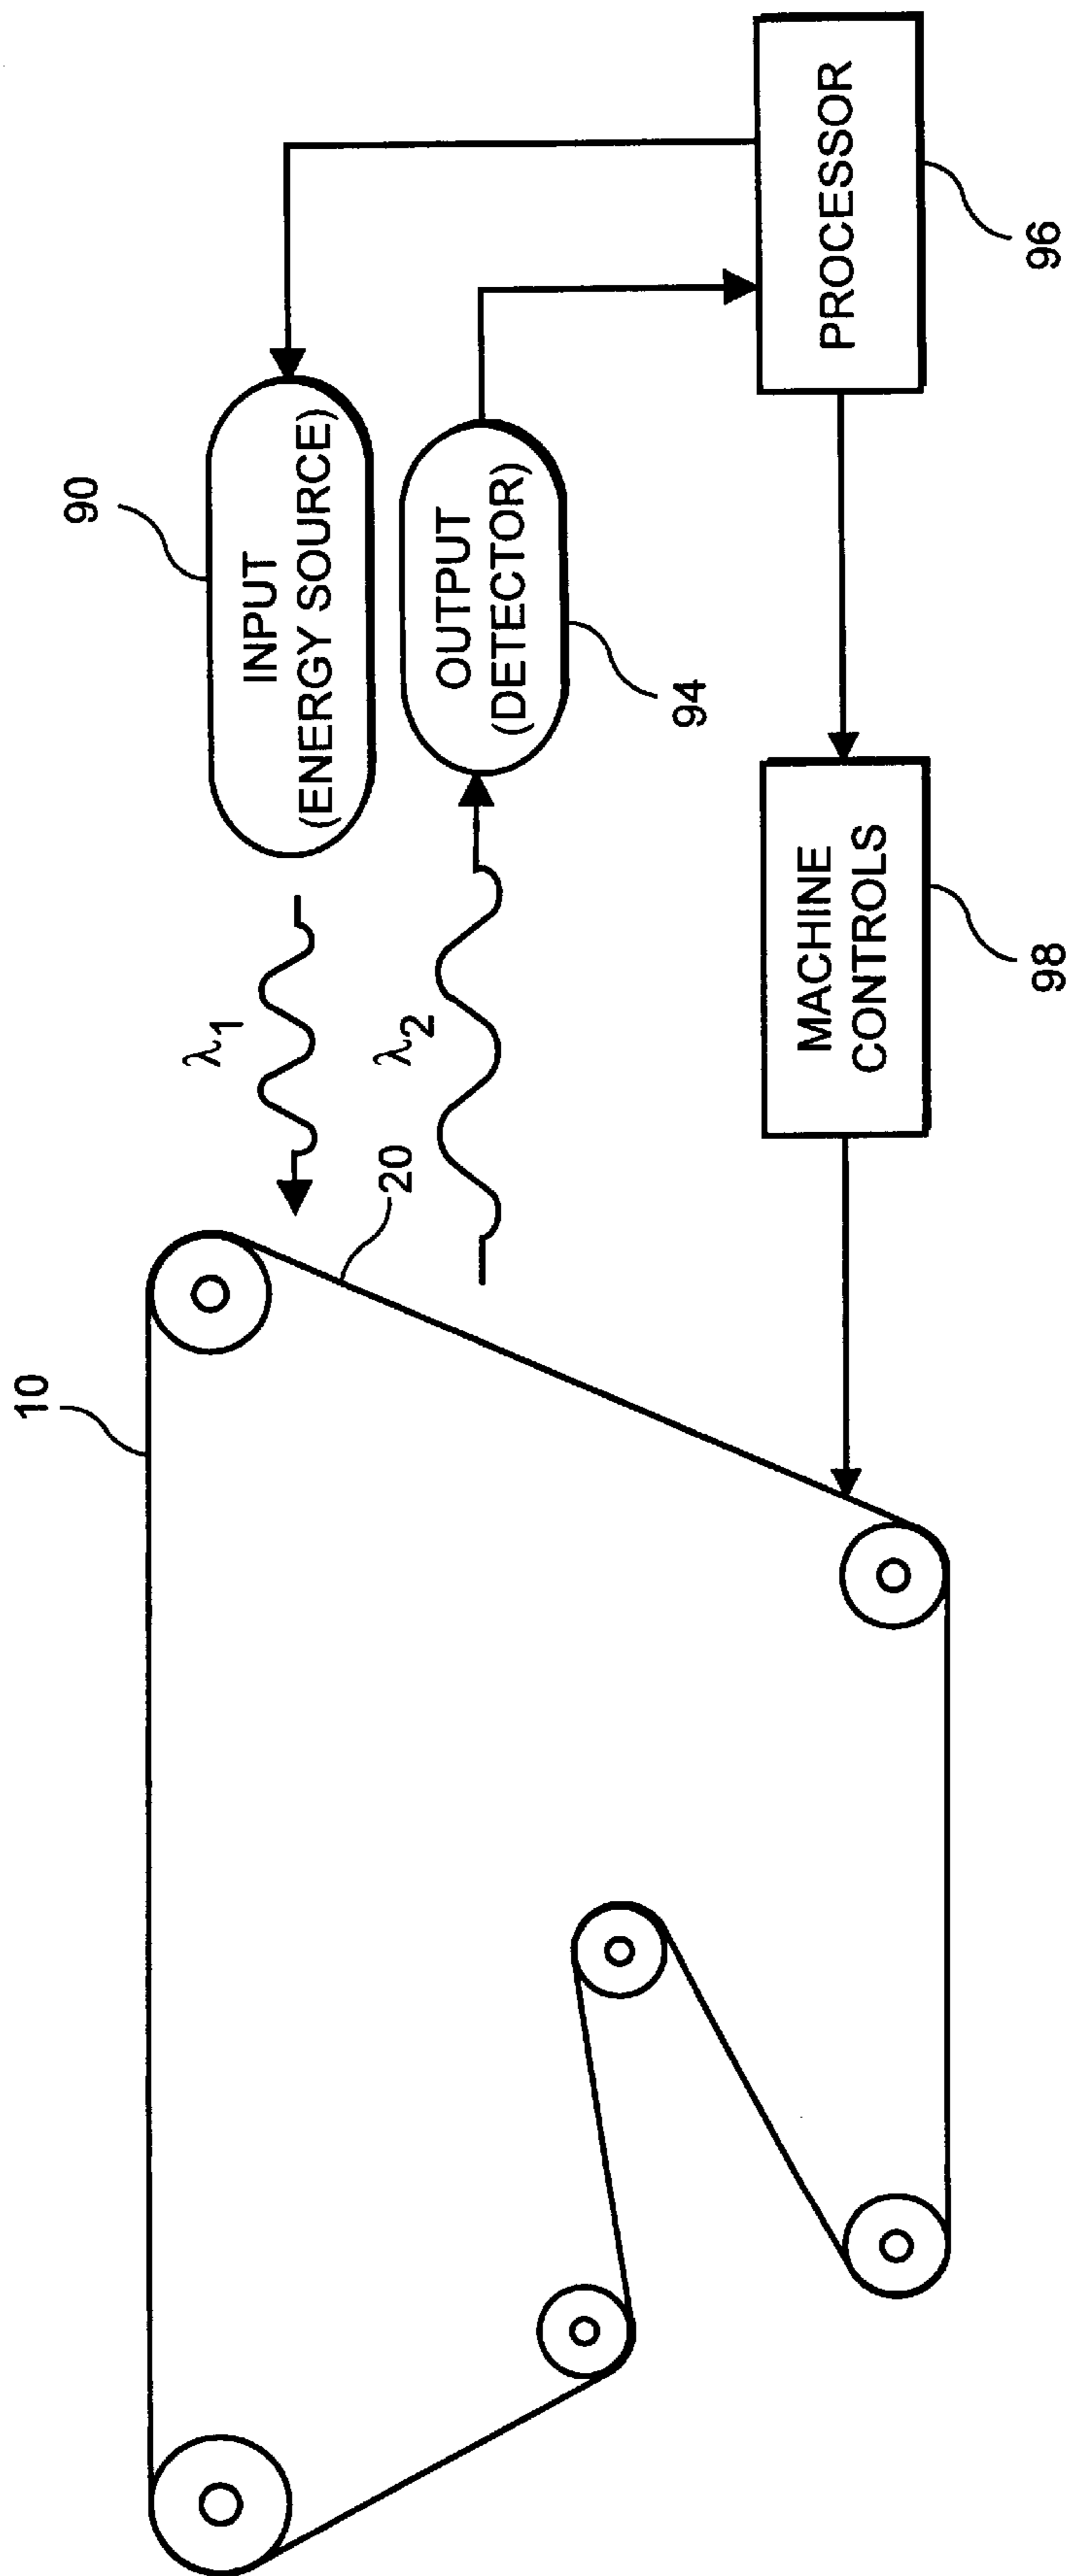 10
20
λ1
λ2
90
INPUT
(ENERGY SOURCE)
OUTPUT
(DETECTOR)
94
MACHINE
CONTROLS
98
PROCESSOR
96